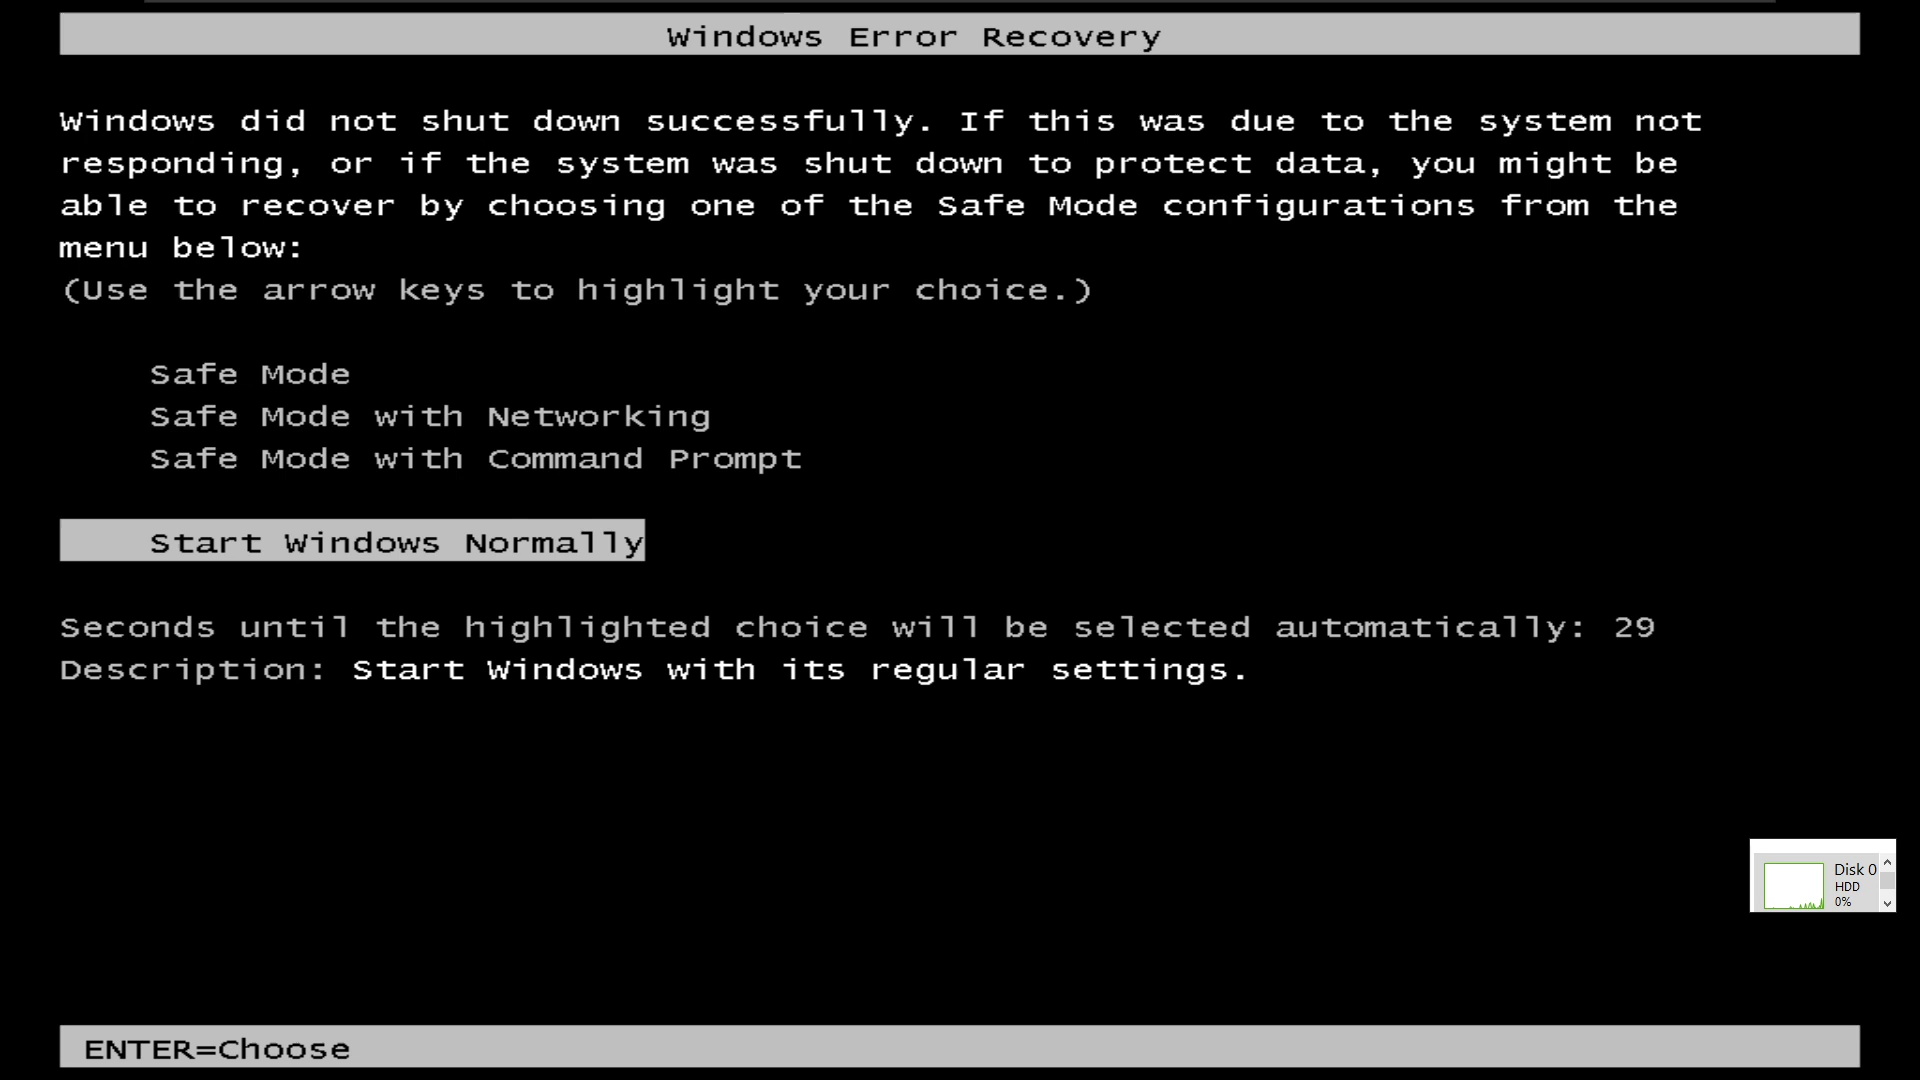 Windows Error Recovery
Windows did not shut down successfully. If this was due to the system not
responding, or if the system was shut down to protect data, you might be
able to recover by choosing one of the Safe Mode configurations from the
menu below:
(Use the arrow keys to highlight your choice.)
Safe Mode
Safe Mode with Networking
Safe Mode with Command Prompt
Start Windows Normally
Seconds until the highlighted choice will be selected automatically: 29
Description: Start Windows with its regular settings.
Disk 0
HDD
0%
ENTER=Choose